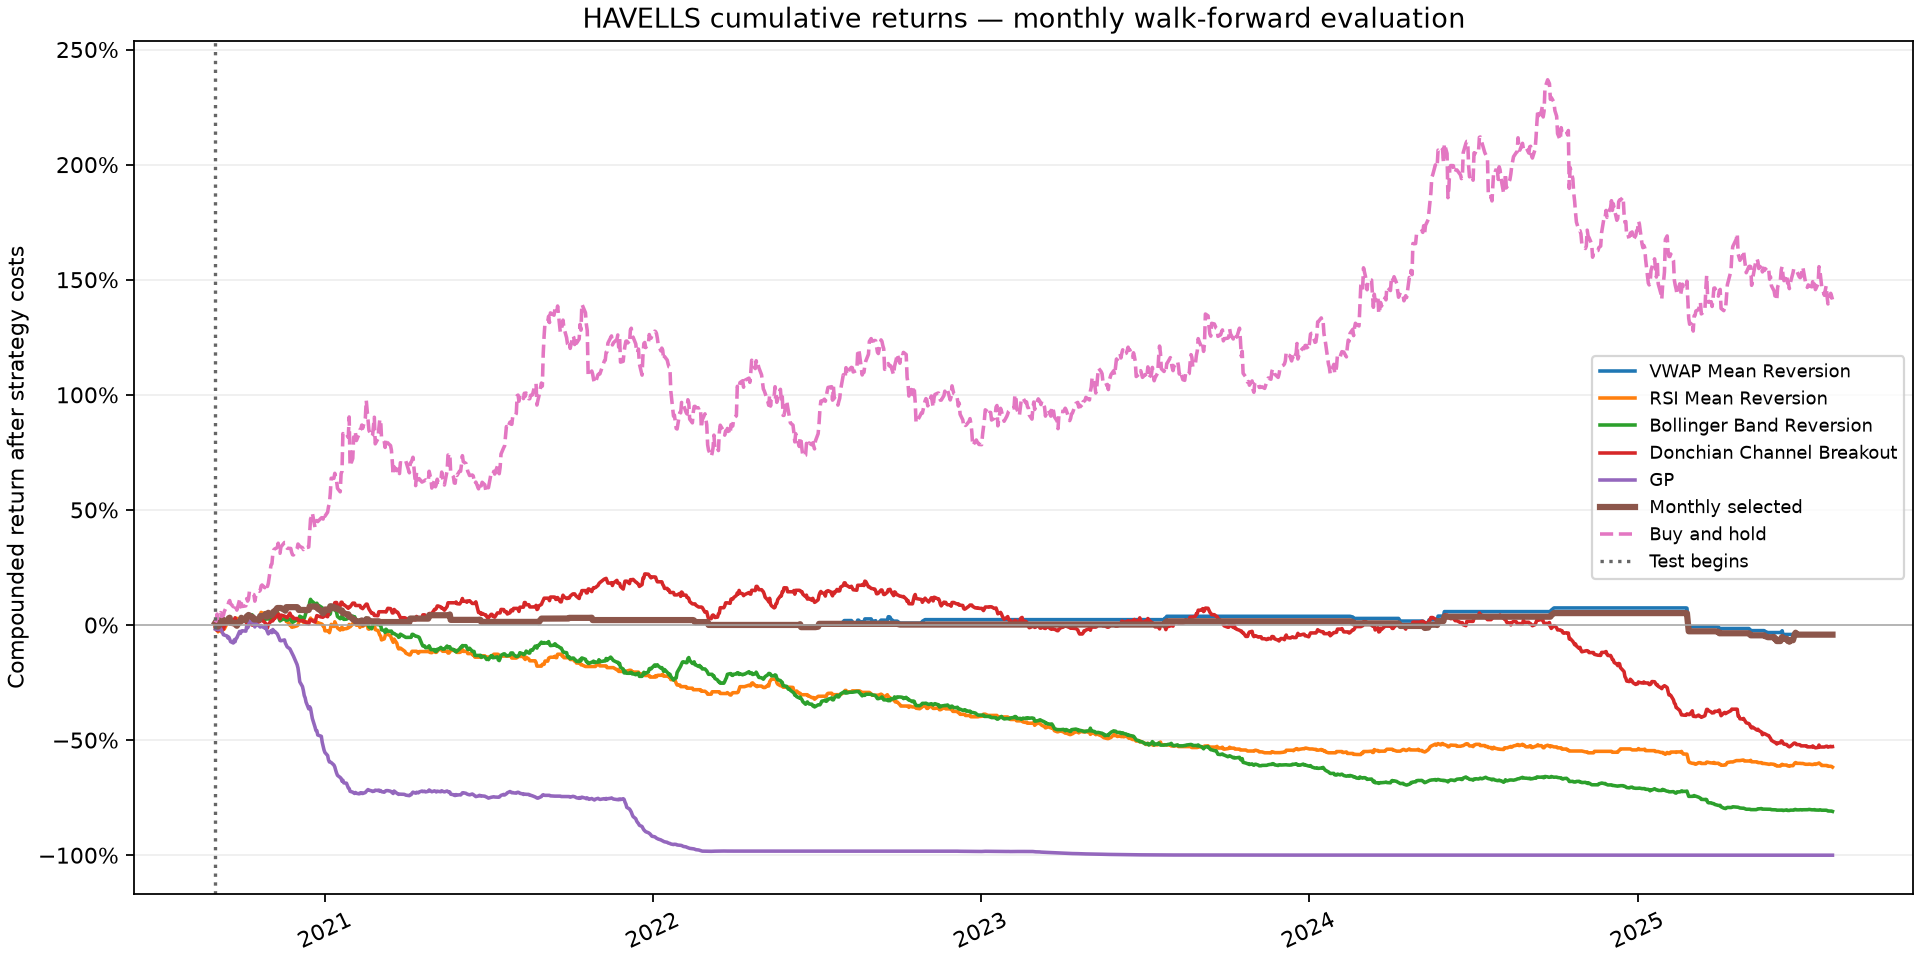 HAVELLS cumulative returns — monthly walk-forward evaluation
Compounded return after strategy costs
250%
200%
150%
100%
50%
0%
−50%
−100%
VWAP Mean Reversion
RSI Mean Reversion
Bollinger Band Reversion
Donchian Channel Breakout
GP
Monthly selected
Buy and hold
Test begins
2021
2022
2023
2024
2025